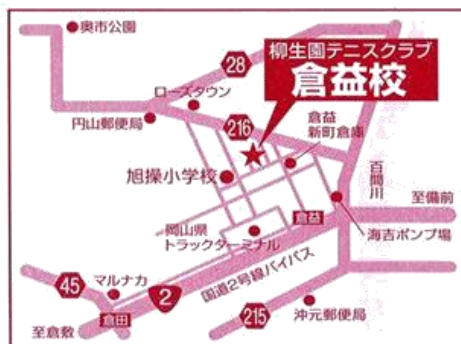 奥市公園
28
柳生園テニスクラブ
倉益校
ローズタウン
円山郵便局
216
倉益
新町倉庫
旭操小学校
百間川
至備前
倉益
岡山県
トラックターミナル
海吉ポンプ場
国道2号線バイパス
45
マルナカ
2
至倉敷
倉田
215
沖元郵便局